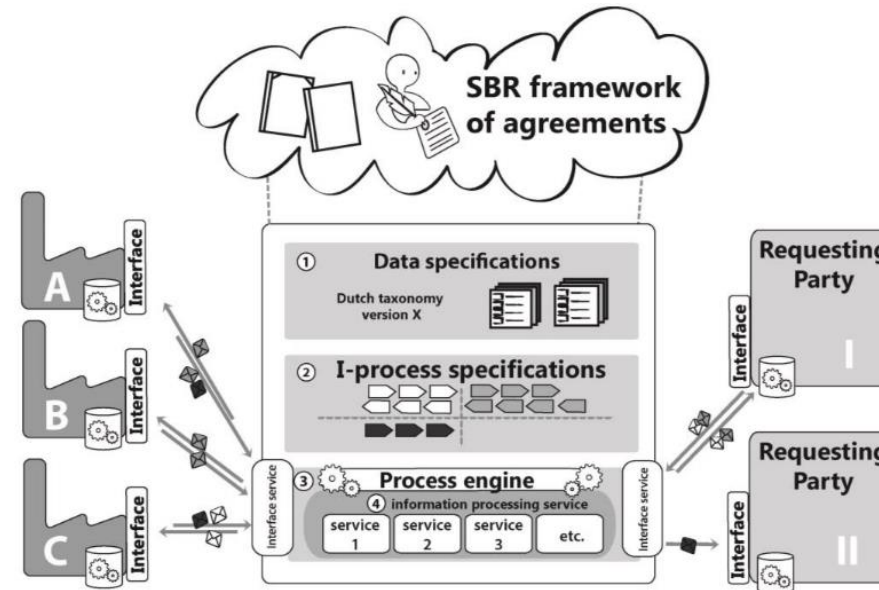 SBR framework
of agreements
A
Interface
B
Interface
C
Interface
1 Data specifications
Dutch taxonomy
version X
2 I-process specifications
3 Process engine
4 information processing service
service
1
service
2
service
3
etc.
Interface service
Interface service
Interface
Requesting
Party
I
Interface
Requesting
Party
II